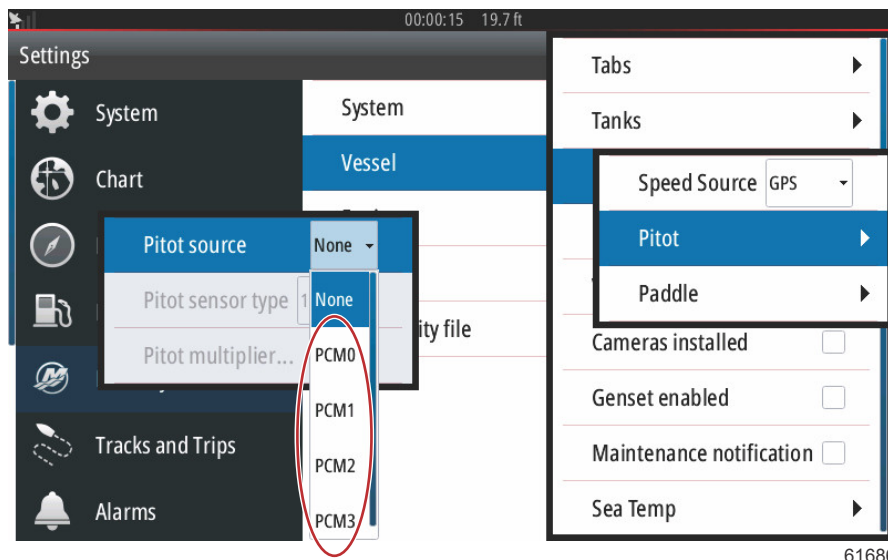 00:00:15 19.7 ft
Settings
System
Chart
Tracks and Trips
Alarms
System
Vessel
ity file
Pitot source None
Pitot sensor type 1
Pitot multiplier...
None
PCM0
PCM1
PCM2
PCM3
Tabs
Tanks
Speed Source GPS
Pitot
Paddle
Cameras installed
Genset enabled
Maintenance notification
Sea Temp